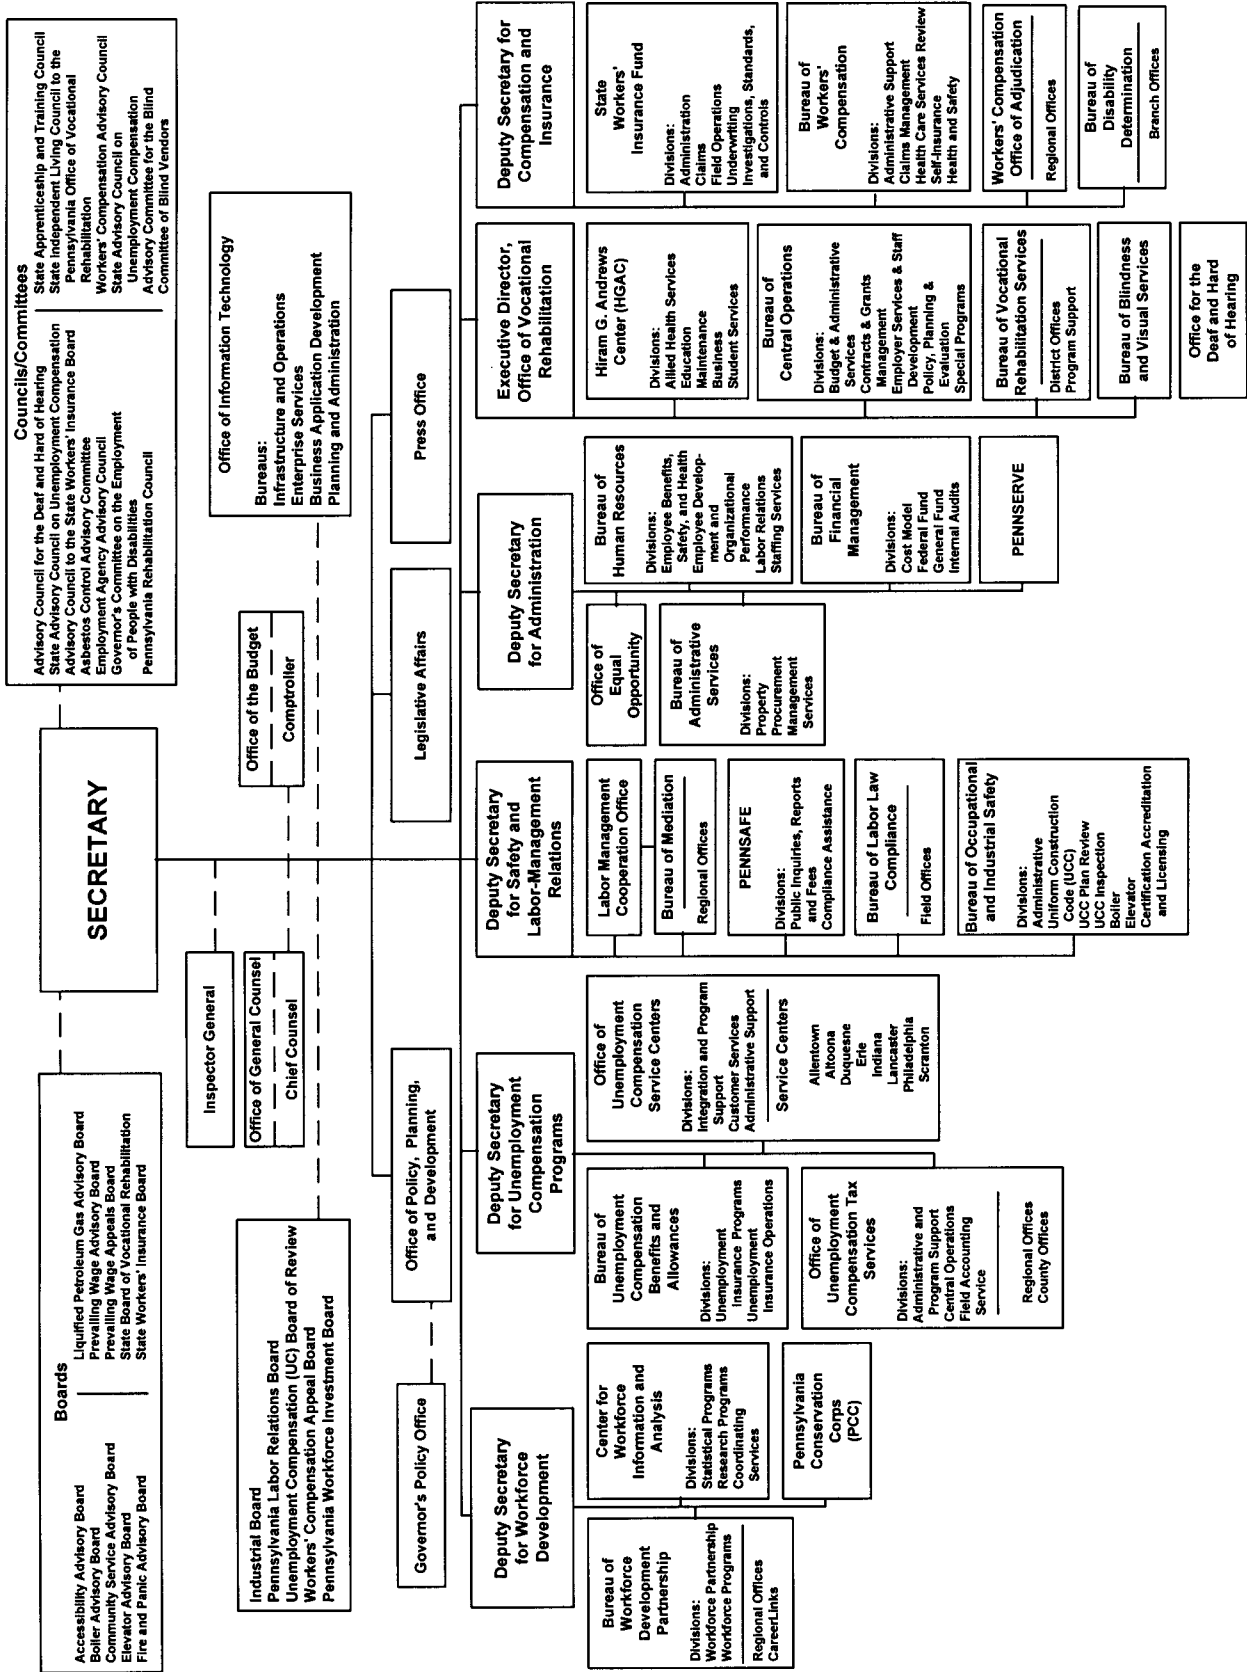 SECRETARY
Boards
Accessibility Advisory Board
Boiler Advisory Board
Community Service Advisory Board
Elevator Advisory Board
Fire and Panic Advisory Board
Liquified Petroleum Gas Advisory Board
Prevailing Wage Advisory Board
Prevailing Wage Appeals Board
State Board of Vocational Rehabilitation
State Workers' Insurance Board
Councils/Committees
Advisory Council for the Deaf and Hard of Hearing
State Advisory Council on Unemployment Compensation
Advisory Council to the State Workers' Insurance Board
Asbestos Control Advisory Committee
Employment Agency Advisory Council
Governor's Committee on the Employment
of People with Disabilities
Pennsylvania Rehabilitation Council
State Apprenticeship and Training Council
State Independent Living Council to the
Pennsylvania Office of Vocational
Rehabilitation
Workers' Compensation Advisory Council
State Advisory Council on
Unemployment Compensation
Advisory Committee for the Blind
Committee of Blind Vendors
Inspector General
Office of General Counsel
Chief Counsel
Office of the Budget
Comptroller
Industrial Board
Pennsylvania Labor Relations Board
Unemployment Compensation (UC) Board of Review
Workers' Compensation Appeal Board
Pennsylvania Workforce Investment Board
Office of Information Technology
Bureaus:
Infrastructure and Operations
Enterprise Services
Business Application Development
Planning and Administration
Governor's Policy Office
Office of Policy, Planning,
and Development
Legislative Affairs
Press Office
Deputy Secretary
for Workforce
Development
Bureau of
Workforce
Development
Partnership
Divisions:
Workforce Partnership
Workforce Programs
Regional Offices
CareerLinks
Center for
Workforce
Information and
Analysis
Divisions:
Statistical Programs
Research Programs
Coordinating
Services
Pennsylvania
Conservation
Corps
(PCC)
Deputy Secretary
for Unemployment
Compensation
Programs
Bureau of
Unemployment
Compensation
Benefits and
Allowances
Divisions:
Unemployment
Insurance Programs
Unemployment
Insurance Operations
Office of
Unemployment
Compensation Tax
Services
Divisions:
Administrative and
Program Support
Central Operations
Field Accounting
Service
Regional Offices
County Offices
Office of
Unemployment
Compensation
Service Centers
Divisions:
Integration and Program
Support
Customer Services
Administrative Support
Service Centers
Allentown
Altoona
Duquesne
Erie
Indiana
Lancaster
Philadelphia
Scranton
Deputy Secretary
for Safety and
Labor-Management
Relations
Labor Management
Cooperation Office
Bureau of Mediation
Regional Offices
PENNSAFE
Divisions:
Public Inquiries, Reports
and Fees
Compliance Assistance
Bureau of Labor Law
Compliance
Field Offices
Bureau of Occupational
and Industrial Safety
Divisions:
Administrative
Uniform Construction
Code (UCC)
UCC Plan Review
UCC Inspection
Boiler
Elevator
Certification Accreditation
and Licensing
Deputy Secretary
for Administration
Office of
Equal
Opportunity
Bureau of
Administrative
Services
Divisions:
Property
Procurement
Management
Services
Bureau of
Human Resources
Divisions:
Employee Benefits,
Safety, and Health
Employee Develop-
ment and
Organizational
Performance
Labor Relations
Staffing Services
Bureau of
Financial
Management
Divisions:
Cost Model
Federal Fund
General Fund
Internal Audits
PENNSERVE
Executive Director,
Office of Vocational
Rehabilitation
Hiram G. Andrews
Center (HGAC)
Divisions:
Allied Health Services
Education
Maintenance
Business
Student Services
Bureau of
Central Operations
Divisions:
Budget & Administrative
Services
Contracts & Grants
Management
Employer Services & Staff
Development
Policy, Planning &
Evaluation
Special Programs
Bureau of Vocational
Rehabilitation Services
District Offices
Program Support
Bureau of Blindness
and Visual Services
Office for the
Deaf and Hard
of Hearing
Deputy Secretary for
Compensation and
Insurance
State
Workers'
Insurance Fund
Divisions:
Administration
Claims
Field Operations
Underwriting
Investigations, Standards,
and Controls
Bureau of
Workers'
Compensation
Divisions:
Administrative Support
Claims Management
Health Care Services Review
Self-Insurance
Health and Safety
Workers' Compensation
Office of Adjudication
Regional Offices
Bureau of
Disability
Determination
Branch Offices